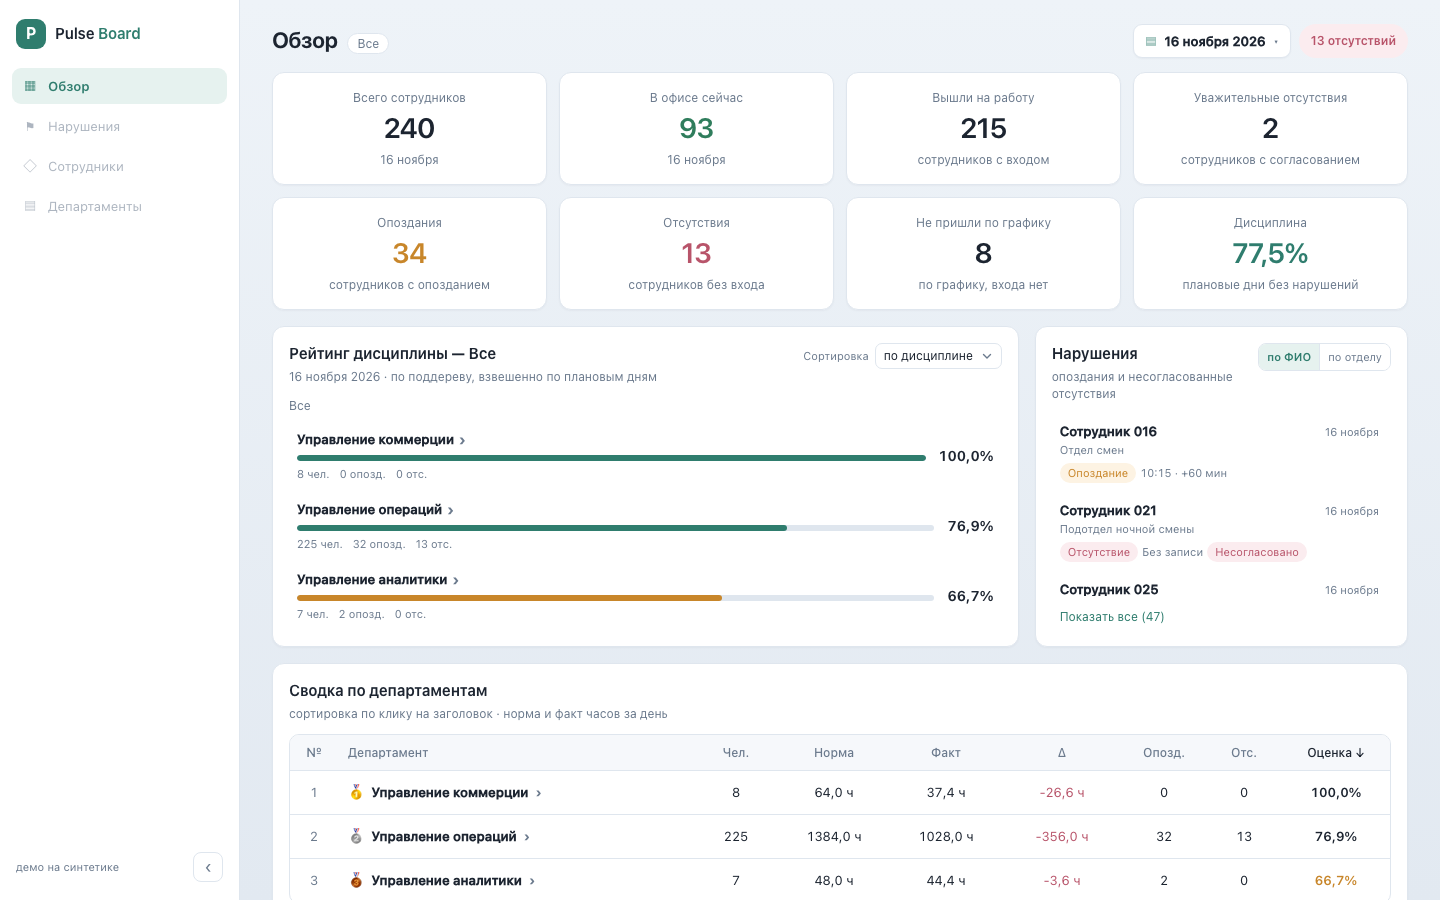 P
Pulse Board
Обзор
Нарушения
Сотрудники
Департаменты
демо на синтетике
Обзор
Все
16 ноября 2026
13 отсутствий
Всего сотрудников
240
16 ноября
В офисе сейчас
93
16 ноября
Вышли на работу
215
сотрудников с входом
Уважительные отсутствия
2
сотрудников с согласованием
Опоздания
34
сотрудников с опозданием
Отсутствия
13
сотрудников без входа
Не пришли по графику
8
по графику, входа нет
Дисциплина
77,5%
плановые дни без нарушений
Рейтинг дисциплины — Все
16 ноября 2026 · по поддереву, взвешенно по плановым дням
Сортировка
по дисциплине
Все
Управление коммерции ›
100,0%
8 чел. 0 опозд. 0 отс.
Управление операций ›
76,9%
225 чел. 32 опозд. 13 отс.
Управление аналитики ›
66,7%
7 чел. 2 опозд. 0 отс.
Нарушения
опоздания и несогласованные
отсутствия
по ФИО
по отделу
Сотрудник 016
16 ноября
Отдел смен
Опоздание 10:15 · +60 мин
Сотрудник 021
16 ноября
Подотдел ночной смены
Отсутствие Без записи Несогласовано
Сотрудник 025
16 ноября
Показать все (47)
Сводка по департаментам
сортировка по клику на заголовок · норма и факт часов за день
№ Департамент Чел. Норма Факт Δ Опозд. Отс. Оценка ↓
1 Управление коммерции › 8 64,0 ч 37,4 ч -26,6 ч 0 0 100,0%
2 Управление операций › 225 1384,0 ч 1028,0 ч -356,0 ч 32 13 76,9%
3 Управление аналитики › 7 48,0 ч 44,4 ч -3,6 ч 2 0 66,7%